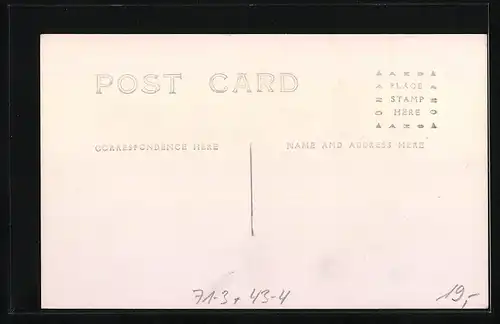 POST CARD
▲ A K O ▲
PLACE
STAMP
HERE
▲ A Z O ▲
CORRESPONDENCE HERE
NAME AND ADDRESS HERE
71-3 + 43-4
19,-